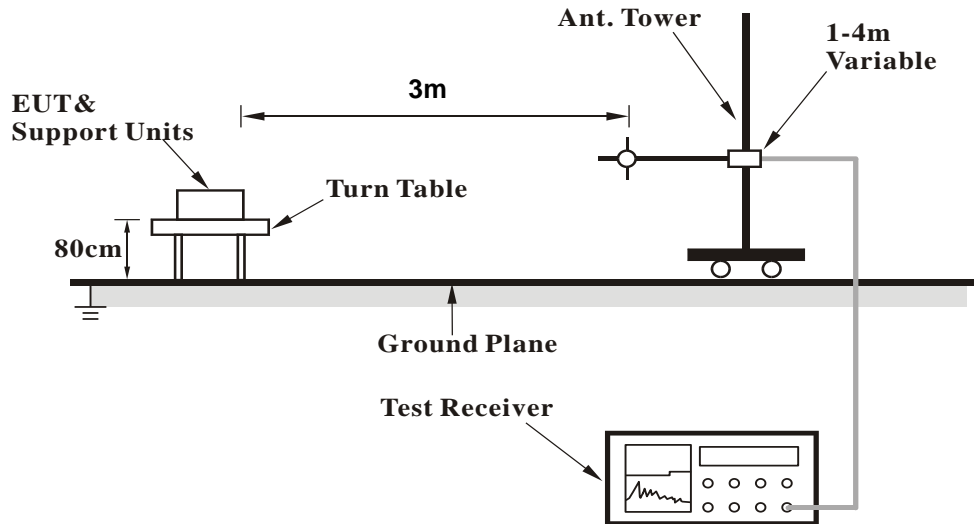 Ant. Tower
1-4m
Variable
3m
EUT&
Support Units
Turn Table
80cm
Ground Plane
Test Receiver